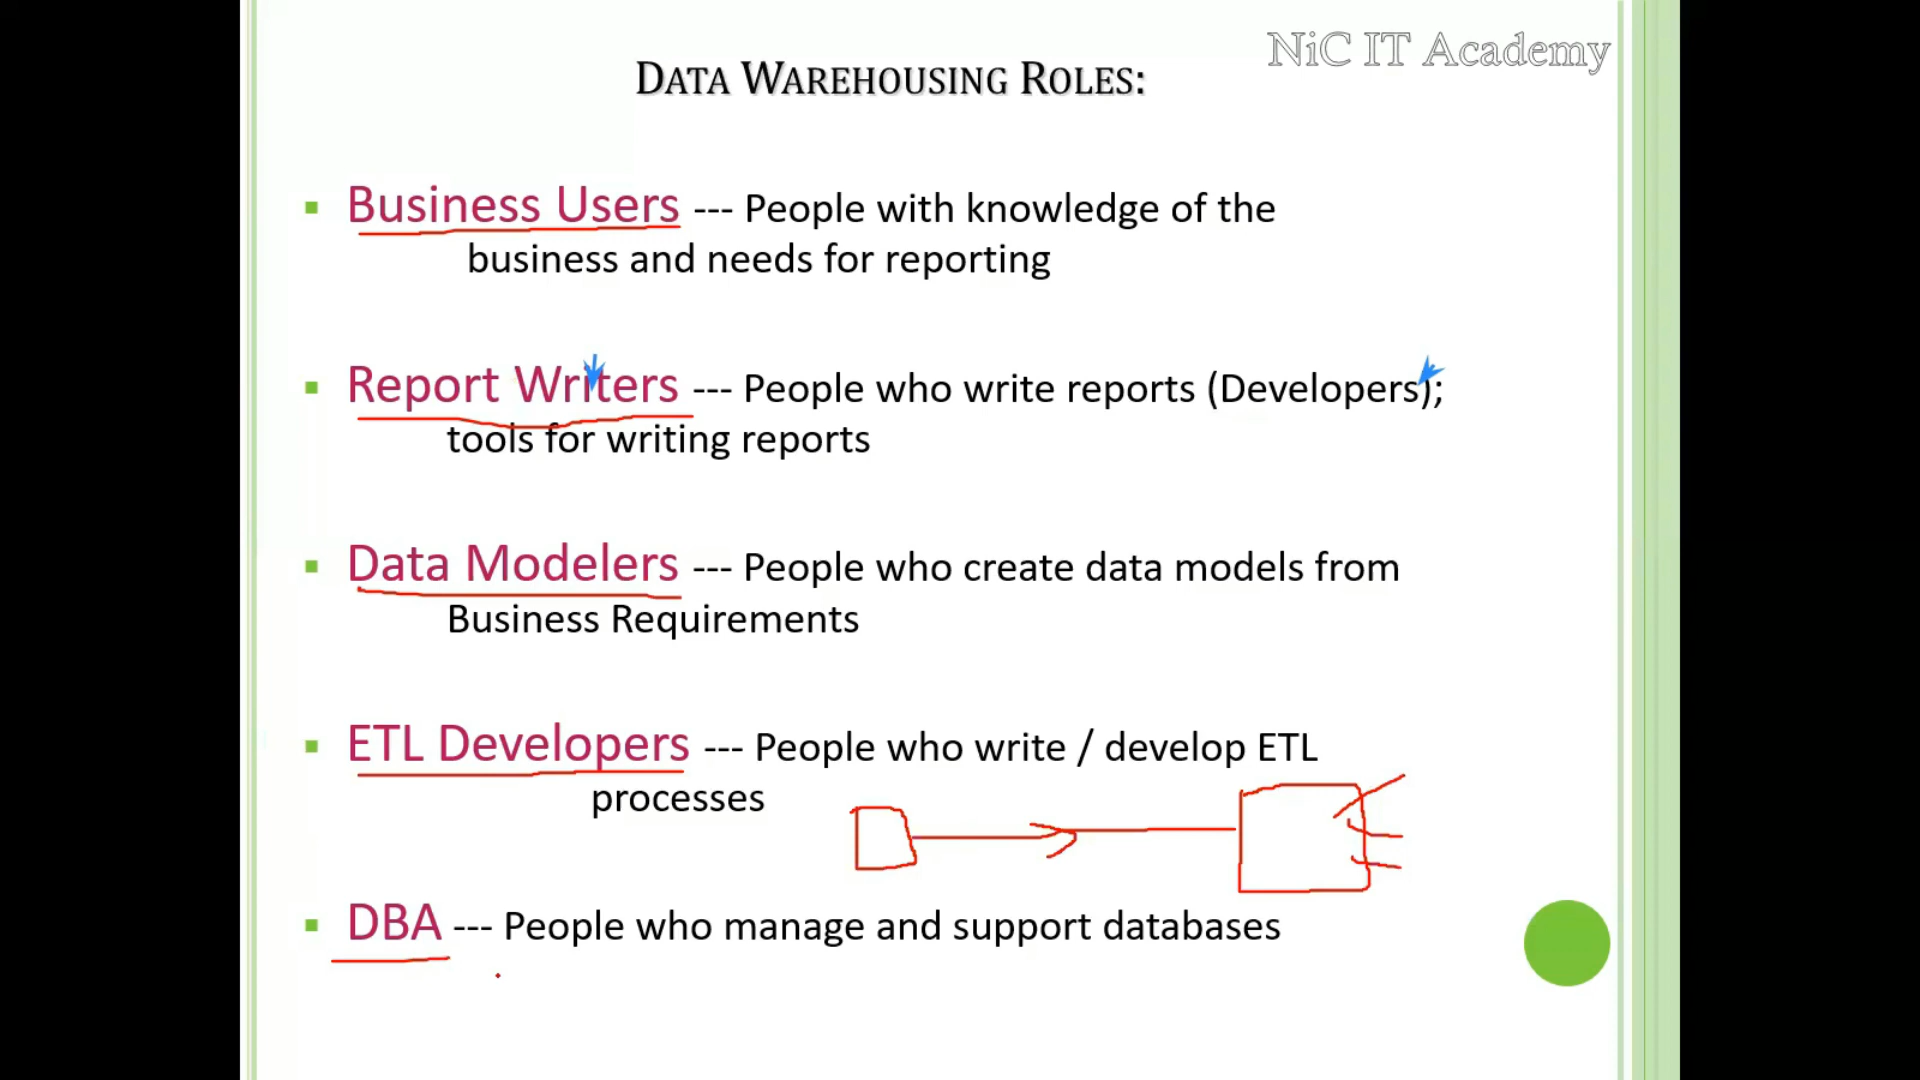 NiC IT Academy
DATA WAREHOUSING ROLES:
Business Users --- People with knowledge of the
business and needs for reporting
Report Writers --- People who write reports (Developers);
tools for writing reports
Data Modelers --- People who create data models from
Business Requirements
ETL Developers --- People who write / develop ETL
processes
DBA --- People who manage and support databases